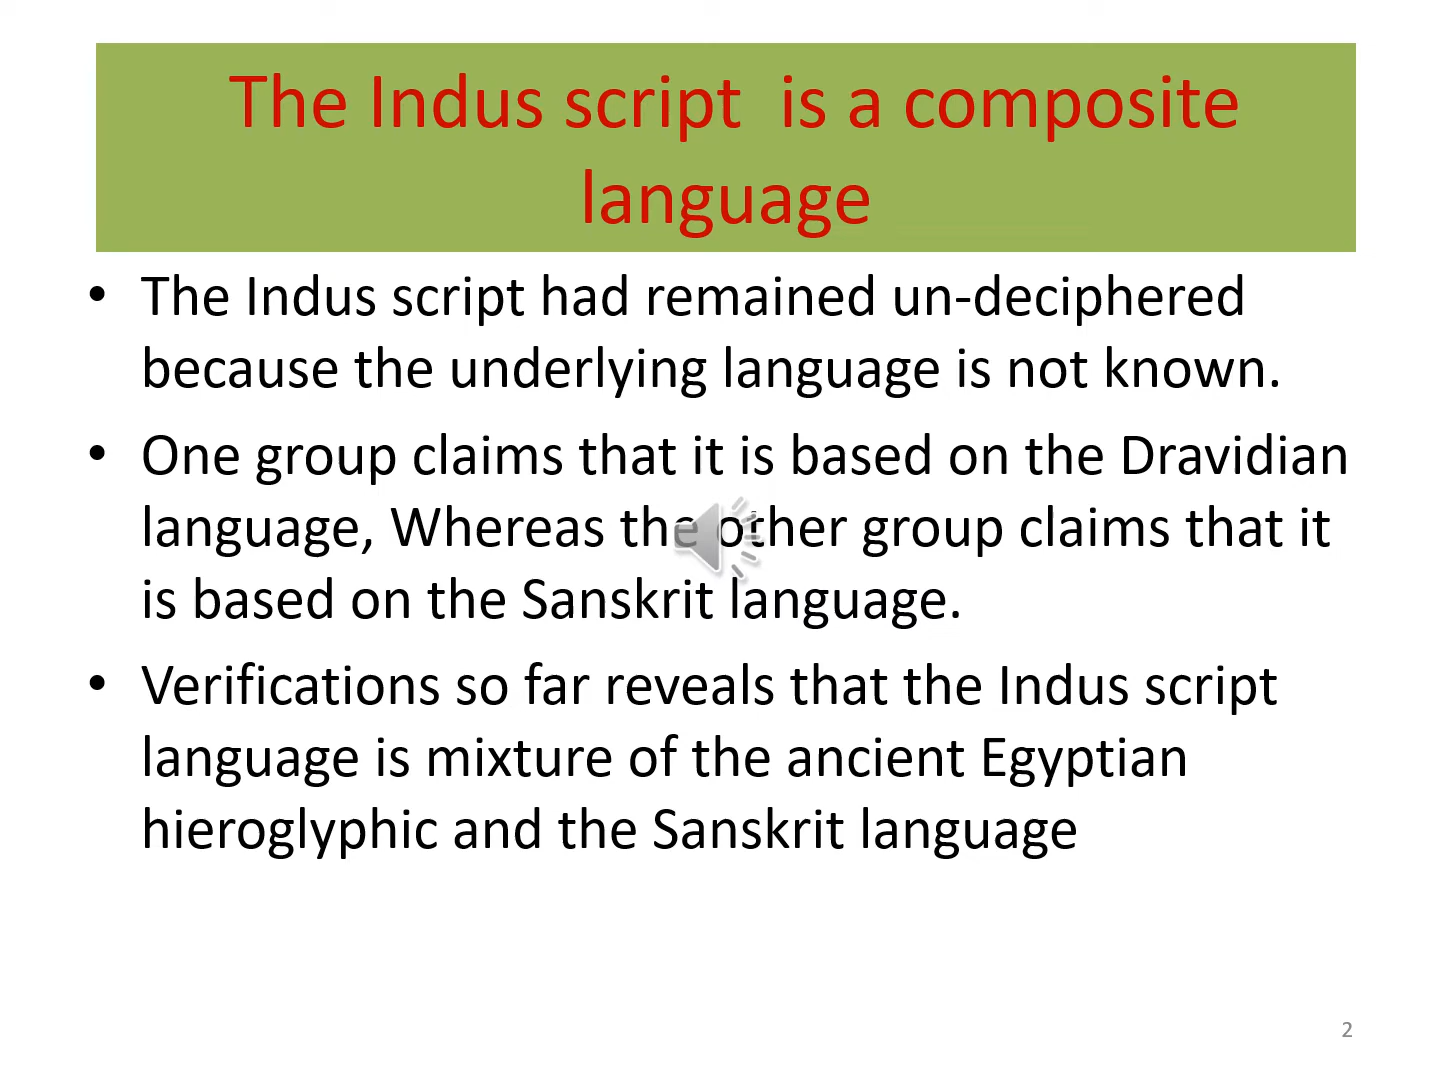 The Indus script  is a composite
language
• The Indus script had remained un-deciphered
because the underlying language is not known.
• One group claims that it is based on the Dravidian
language, Whereas the other group claims that it
is based on the Sanskrit language.
• Verifications so far reveals that the Indus script
language is mixture of the ancient Egyptian
hieroglyphic and the Sanskrit language
2